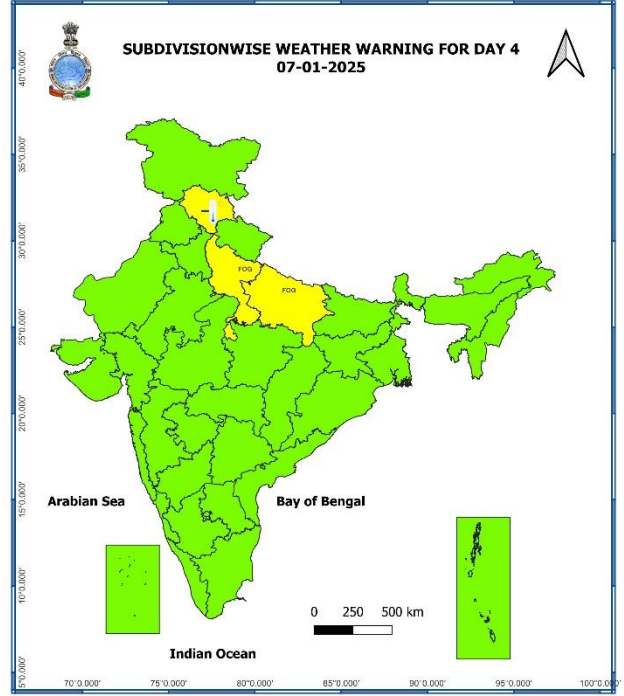 SUBDIVISIONWISE WEATHER WARNING FOR DAY 4
07-01-2025
40°0.000'
35°0.000'
30°0.000'
FOG
FOG
25°0.000'
20°0.000'
15°0.000'
Arabian Sea
Bay of Bengal
10°0.000'
0 250 500 km
Indian Ocean
5°0.000'
70°0.000' 75°0.000' 80°0.000' 85°0.000' 90°0.000' 95°0.000' 100°0.000'